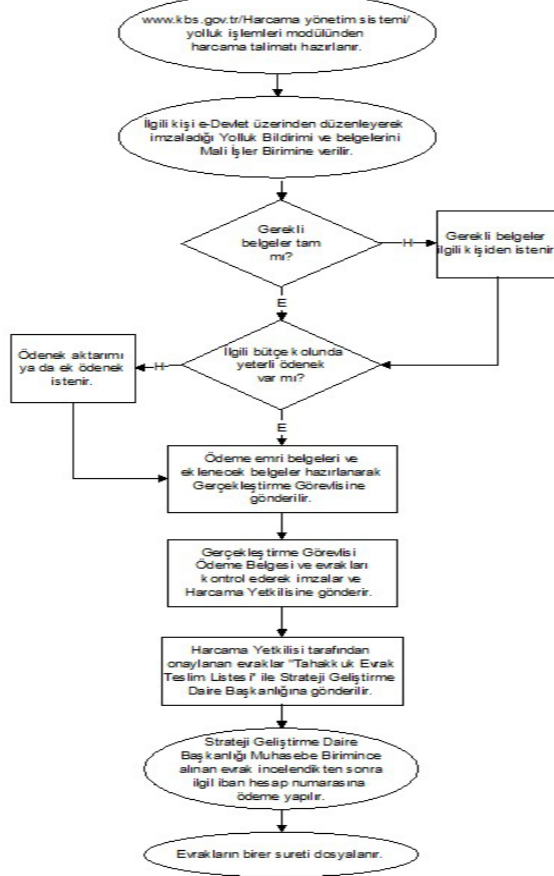 www.kbs.gov.tr/Harcama yönetim sistemi/
yolluk işlemleri modülünden
harcama talimatı hazırlanır.
İlgili kişi e-Devlet üzerinden düzenleyerek
imzaladığı Yolluk Bildirimi ve belgelerini
Mali İşler Birimine verilir.
Gerekli
belgeler tam
mı?
H
Gerekli belgeler
ilgili kişiden istenir
E
İlgili bütçe kolunda
yeterli ödenek
var mı?
H
Ödenek aktarımı
ya da ek ödenek
istenir.
E
Ödeme emri belgeleri ve
eklenecek belgeler hazırlanarak
Gerçekleştirme Görevlisine
gönderilir.
Gerçekleştirme Görevlisi
Ödeme Belgesi ve evrakları
kontrol ederek imzalar ve
Harcama Yetkilisine gönderir.
Harcama Yetkilisi tarafından
onaylanan evraklar "Tahakkuk Evrak
Teslim Listesi" ile Strateji Geliştirme
Daire Başkanlığına gönderilir.
Strateji Geliştirme Daire
Başkanlığı Muhasebe Birimince
alınan evrak incelendikten sonra
ilgil iban hesap numarasına
ödeme yapılır.
Evrakların birer sureti dosyalanır.